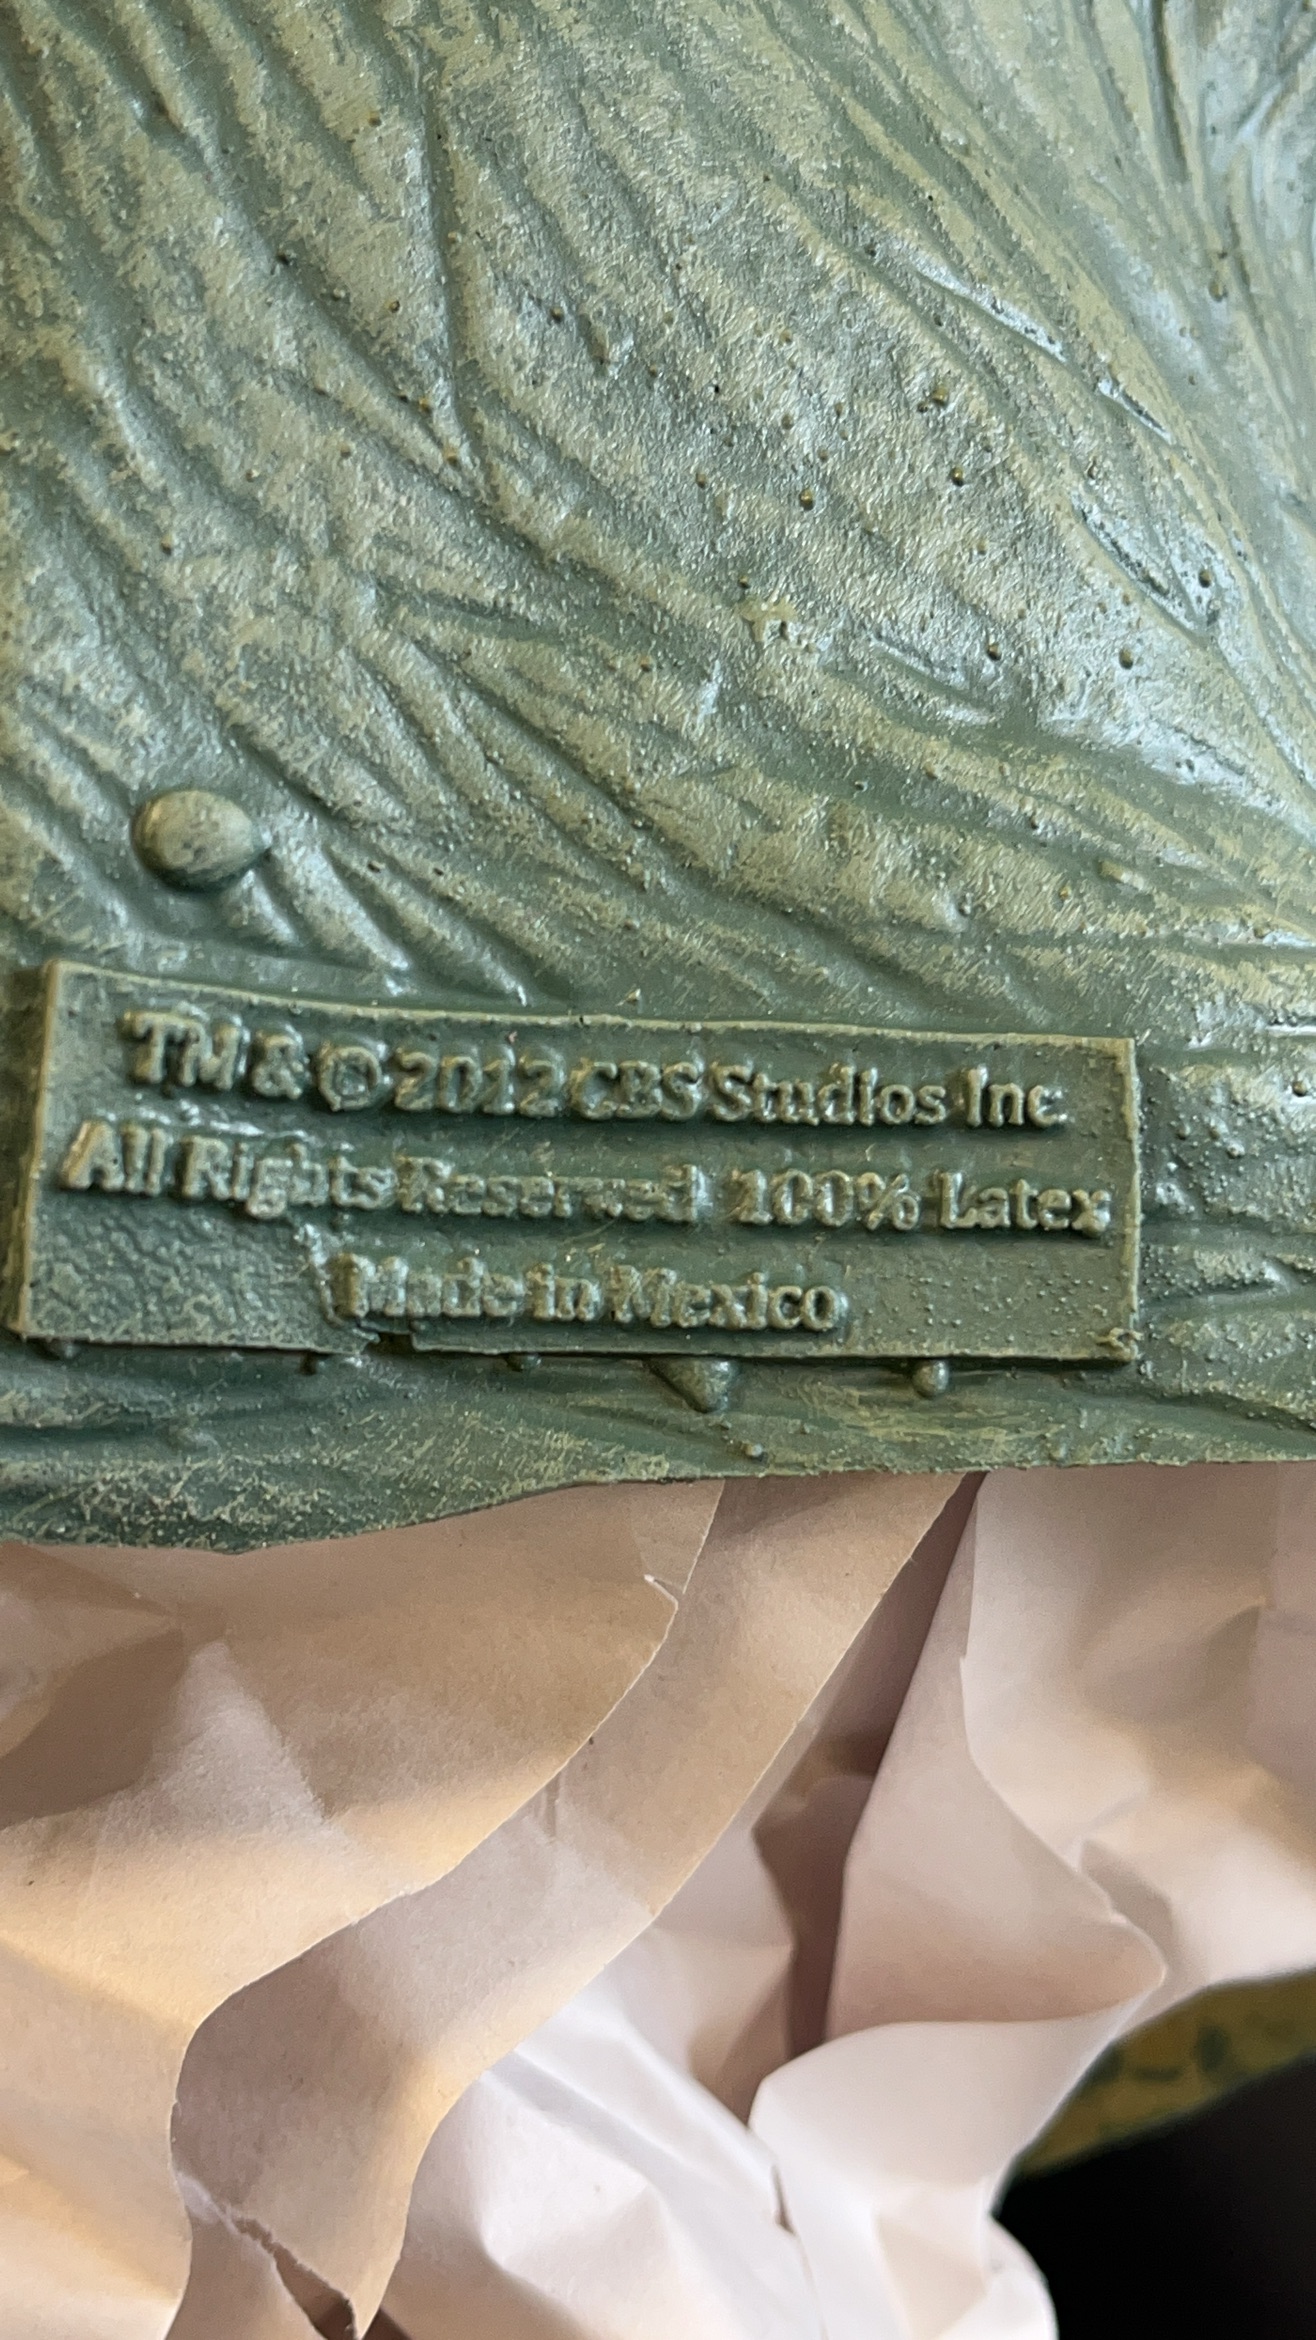 TM & © 2012 CBS Studios Inc
All Rights Reserved 100% Latex
Made in Mexico